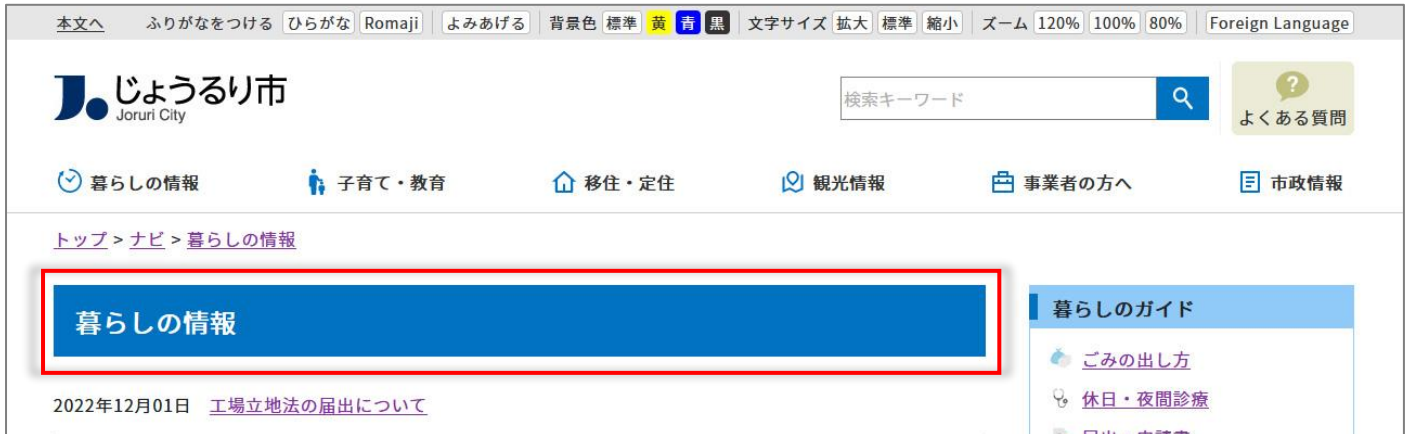 本文へ ふりがなをつける ひらがな Romaji よみあげる 背景色 標準 黄 青 黒 文字サイズ 拡大 標準 縮小 ズーム 120% 100% 80% Foreign Language
じょうるり市
Joruri City
検索キーワード
?
よくある質問
暮らしの情報 子育て・教育 移住・定住 観光情報 事業者の方へ 市政情報
トップ > ナビ > 暮らしの情報
暮らしの情報
2022年12月01日 工場立地法の届出について
暮らしのガイド
ごみの出し方
休日・夜間診療